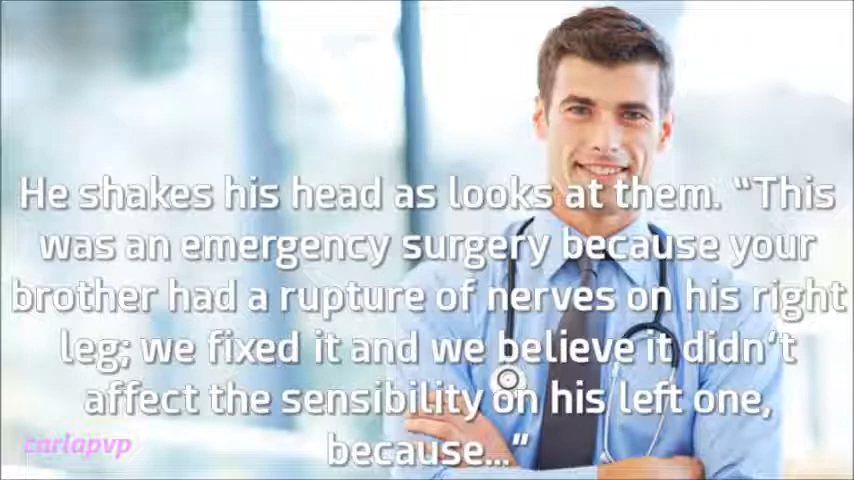 He shakes his head as looks at them. “This
was an emergency surgery because your
brother had a rupture of nerves on his right
leg; we fixed it and we believe it didn’t
affect the sensibility on his left one,
because...”
carlapvp